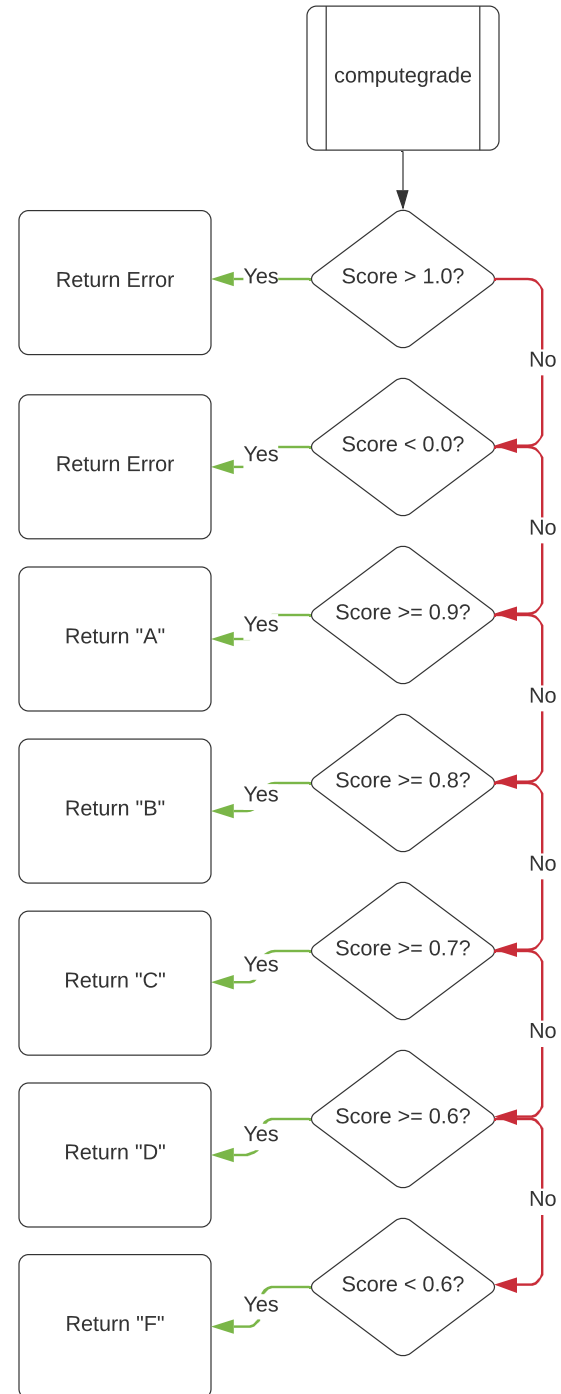 computegrade
Score > 1.0?
Yes
Return Error
No
Score < 0.0?
Yes
Return Error
No
Score >= 0.9?
Yes
Return "A"
No
Score >= 0.8?
Yes
Return "B"
No
Score >= 0.7?
Yes
Return "C"
No
Score >= 0.6?
Yes
Return "D"
No
Score < 0.6?
Yes
Return "F"